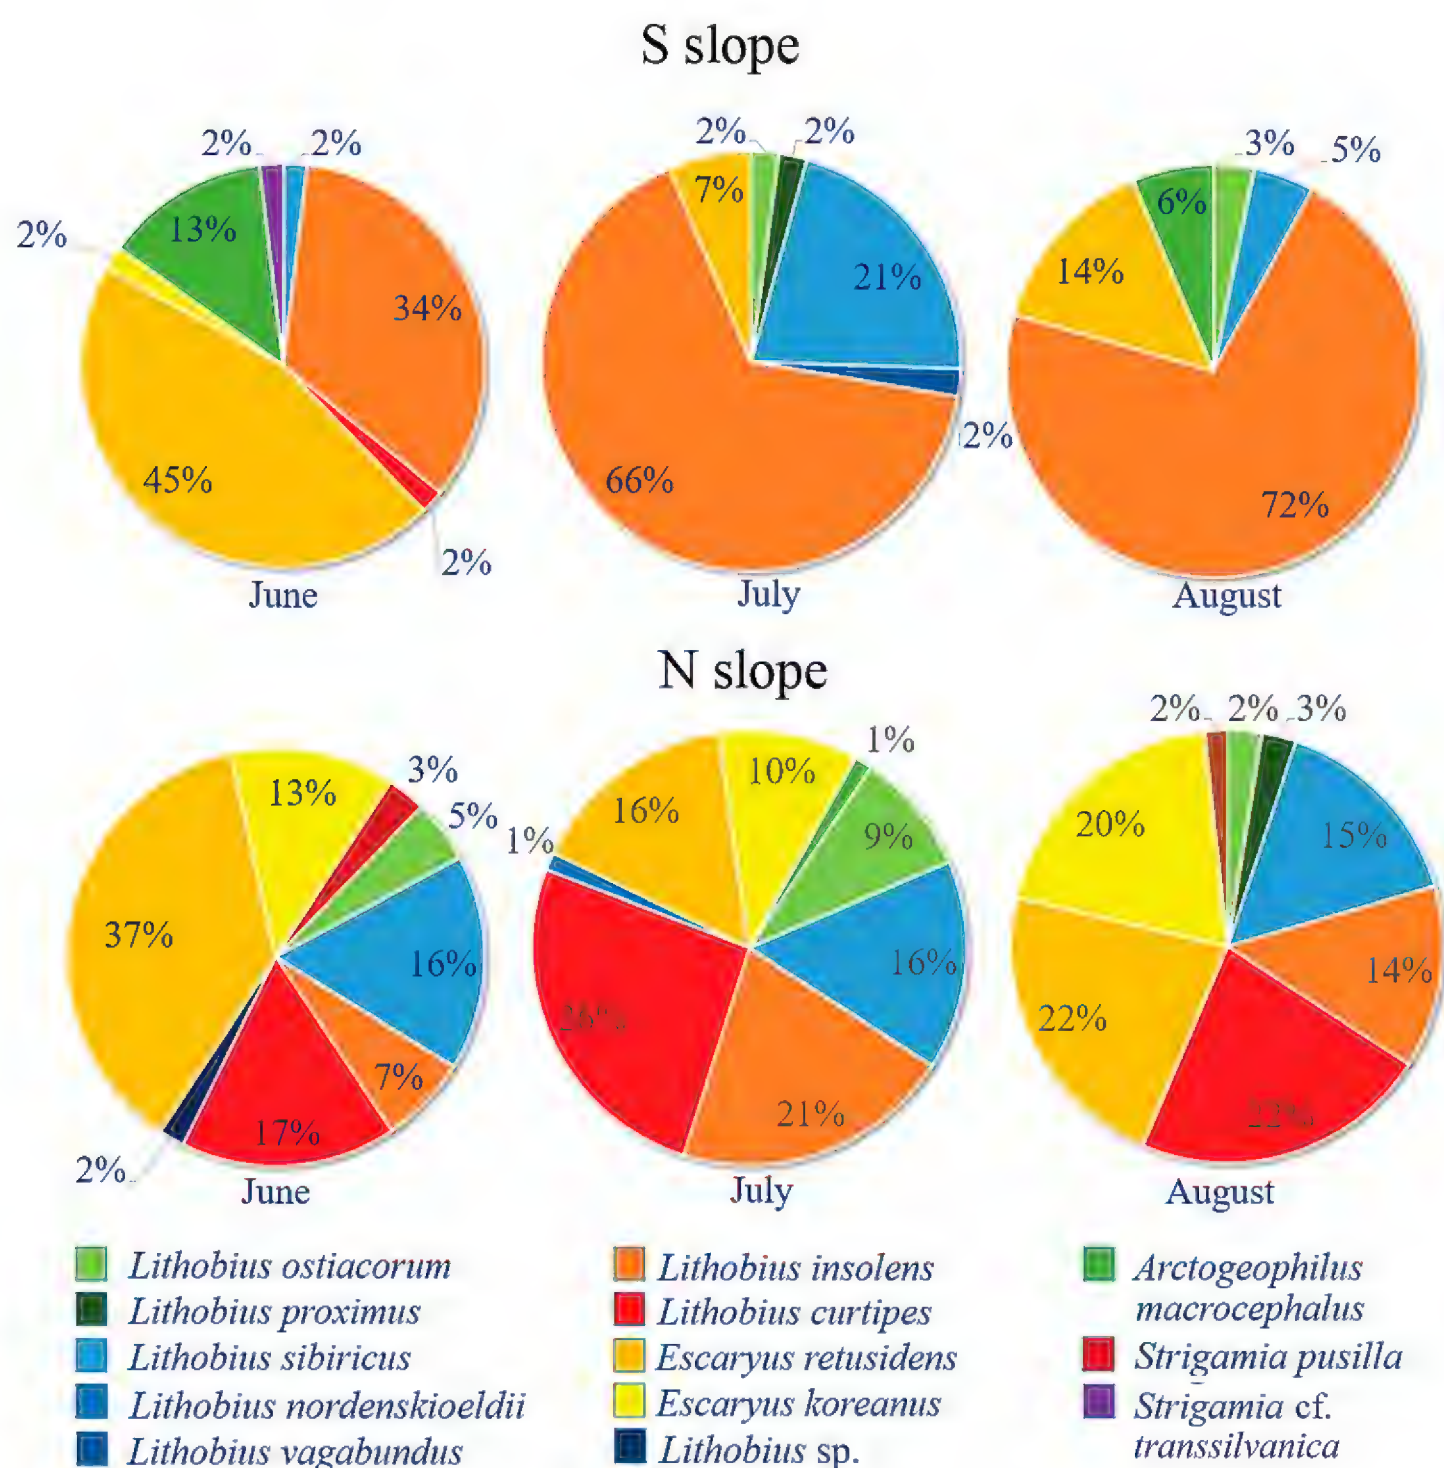 S slope
2% 2% 2% 2% 3% 5%
2% 13% 34% 45% 2%
7% 21% 66% 2%
6% 14% 72%
June July August
N slope
3% 5% 13% 37% 16% 7% 17% 2%
1% 10% 16% 9% 1% 16% 26% 21%
2% 2% 3% 20% 15% 14% 22% 22%
June July August
Lithobius ostiacorum
Lithobius proximus
Lithobius sibiricus
Lithobius nordenskioeldii
Lithobius vagabundus
Lithobius insolens
Lithobius curtipes
Escaryus retusidens
Escaryus koreanus
Lithobius sp.
Arctogeophilus
macrocephalus
Strigamia pusilla
Strigamia cf.
transsilvanica